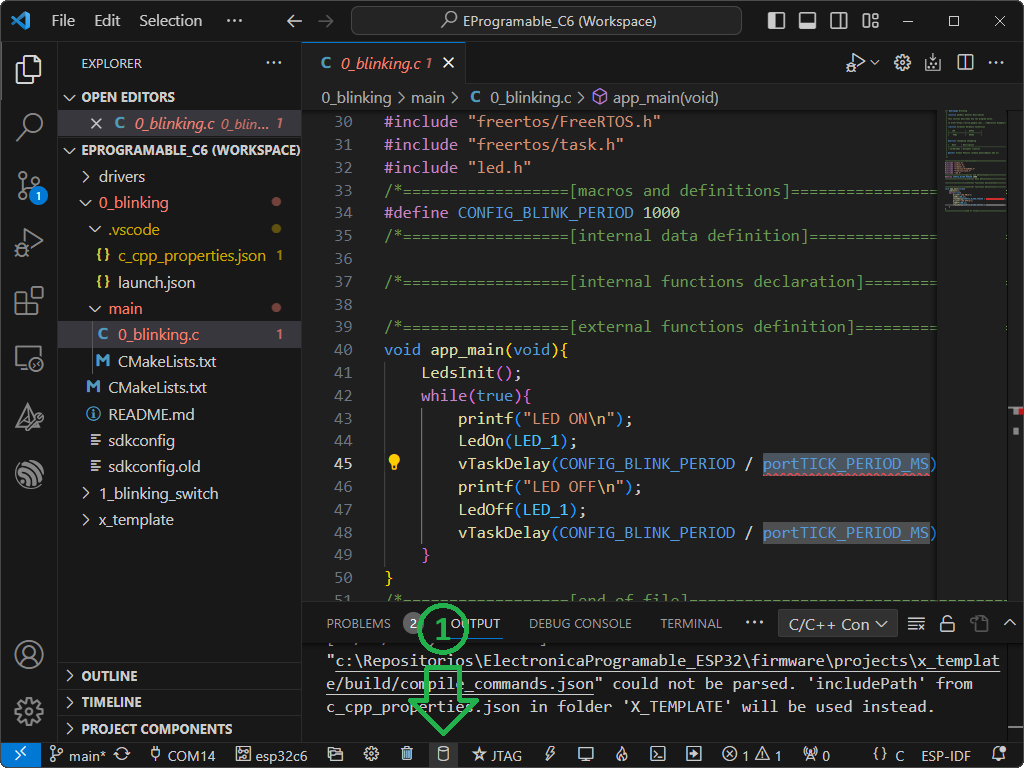 File Edit Selection ··· EProgramable_C6 (Workspace)
EXPLORER ···
OPEN EDITORS
C 0_blinking.c 0_blin... 1
EPROGRAMABLE_C6 (WORKSPACE)
drivers
0_blinking
.vscode
{} c_cpp_properties.json 1
{} launch.json
main
C 0_blinking.c 1
M CMakeLists.txt
M CMakeLists.txt
README.md
sdkconfig
sdkconfig.old
1_blinking_switch
x_template
OUTLINE
TIMELINE
PROJECT COMPONENTS
1
C 0_blinking.c 1
0_blinking > main > C 0_blinking.c > app_main(void)
30 #include "freertos/FreeRTOS.h"
31 #include "freertos/task.h"
32 #include "led.h"
33 /*==================[macros and definitions]================
34 #define CONFIG_BLINK_PERIOD 1000
35 /*==================[internal data definition]==============
36
37 /*==================[internal functions declaration]========
38
39 /*==================[external functions definition]=========
40 void app_main(void){
41 LedsInit();
42 while(true){
43 printf("LED ON\n");
44 LedOn(LED_1);
45 vTaskDelay(CONFIG_BLINK_PERIOD / portTICK_PERIOD_MS)
46 printf("LED OFF\n");
47 LedOff(LED_1);
48 vTaskDelay(CONFIG_BLINK_PERIOD / portTICK_PERIOD_MS)
49 }
50 }
51 /*==================[end of file]===========================
PROBLEMS 2 OUTPUT DEBUG CONSOLE TERMINAL ··· C/C++ Con
1
"c:\Repositorios\ElectronicaProgramable_ESP32\firmware\projects\x_templat
e/build/compile_commands.json" could not be parsed. 'includePath' from
c_cpp_properties.json in folder 'X_TEMPLATE' will be used instead.
main* COM14 esp32c6 JTAG 1 1 0 {} C ESP-IDF